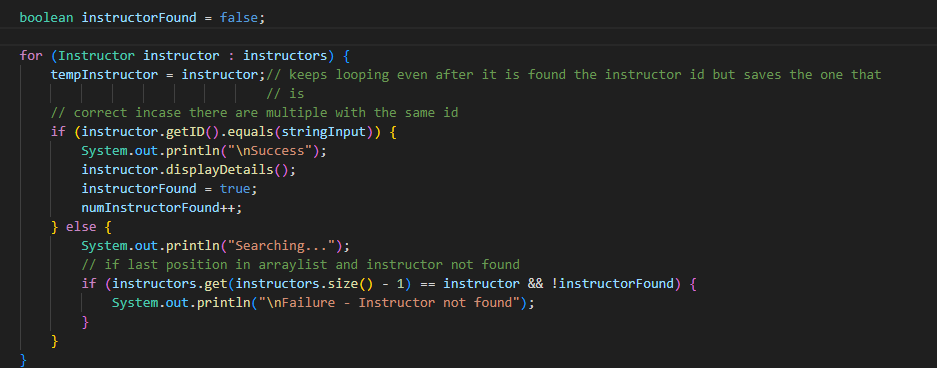 boolean instructorFound = false;
for (Instructor instructor : instructors) {
tempInstructor = instructor;// keeps looping even after it is found the instructor id but saves the one that
// is
// correct incase there are multiple with the same id
if (instructor.getID().equals(stringInput)) {
System.out.println("\nSuccess");
instructor.displayDetails();
instructorFound = true;
numInstructorFound++;
} else {
System.out.println("Searching...");
// if last position in arraylist and instructor not found
if (instructors.get(instructors.size() - 1) == instructor && !instructorFound) {
System.out.println("\nFailure - Instructor not found");
}
}
}